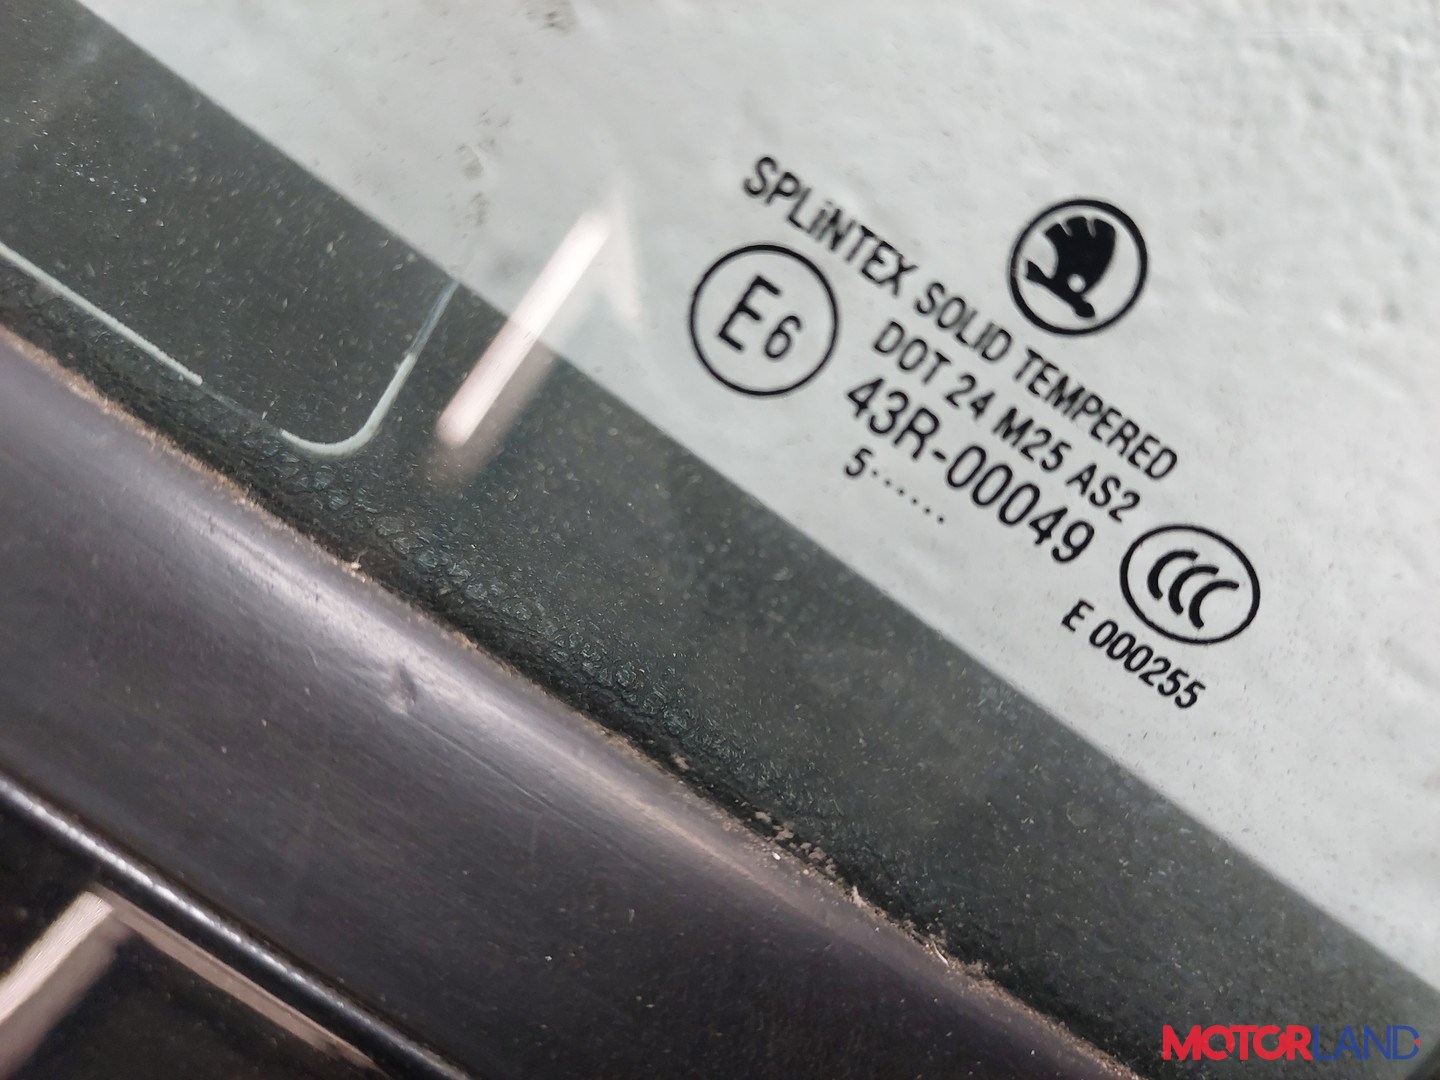 SPLiNTEX SOLID TEMPERED
E6
DOT 24 M25 AS2
43R-00049
5······
CCC
E 000255
MOTORLAND